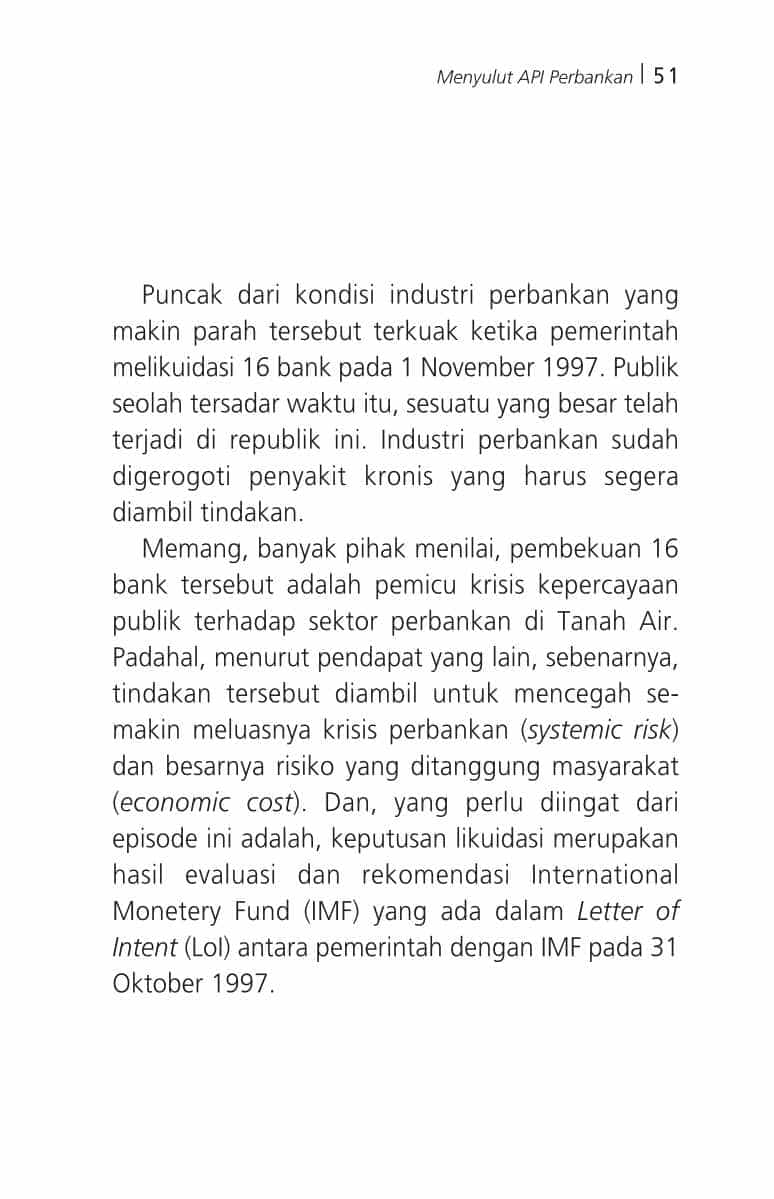 Menyulut API Perbankan | 51
Puncak dari kondisi industri perbankan yang
makin parah tersebut terkuak ketika pemerintah
melikuidasi 16 bank pada 1 November 1997. Publik
seolah tersadar waktu itu, sesuatu yang besar telah
terjadi di republik ini. Industri perbankan sudah
digerogoti penyakit kronis yang harus segera
diambil tindakan.
Memang, banyak pihak menilai, pembekuan 16
bank tersebut adalah pemicu krisis kepercayaan
publik terhadap sektor perbankan di Tanah Air.
Padahal, menurut pendapat yang lain, sebenarnya,
tindakan tersebut diambil untuk mencegah se-
makin meluasnya krisis perbankan (systemic risk)
dan besarnya risiko yang ditanggung masyarakat
(economic cost). Dan, yang perlu diingat dari
episode ini adalah, keputusan likuidasi merupakan
hasil evaluasi dan rekomendasi International
Monetery Fund (IMF) yang ada dalam Letter of
Intent (LoI) antara pemerintah dengan IMF pada 31
Oktober 1997.